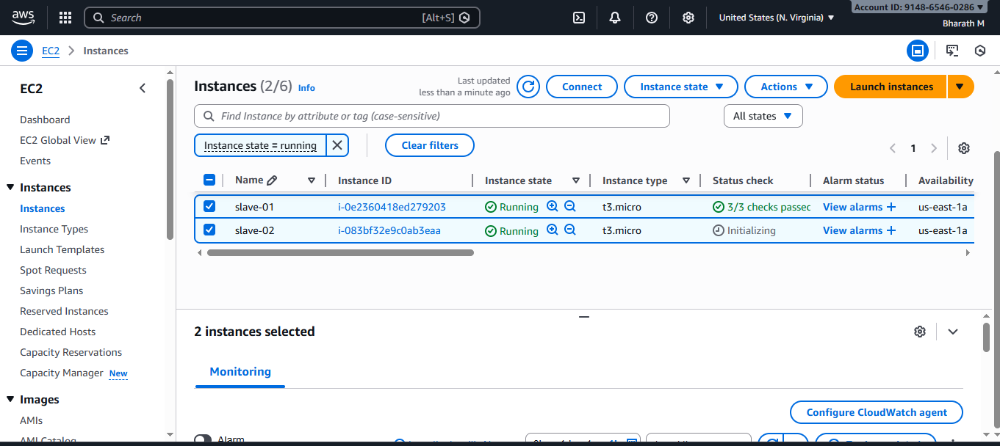 aws
Search [Alt+S]
United States (N. Virginia)
Account ID: 9148-6546-0286
Bharath M
EC2 Instances
EC2
Dashboard
EC2 Global View
Events
Instances
Instances
Instance Types
Launch Templates
Spot Requests
Savings Plans
Reserved Instances
Dedicated Hosts
Capacity Reservations
Capacity Manager New
Images
AMIs
AMI Catalog
Instances (2/6) Info
Last updated
less than a minute ago
Connect
Instance state
Actions
Launch instances
Find Instance by attribute or tag (case-sensitive)
All states
Instance state = running
Clear filters
1
Name Instance ID Instance state Instance type Status check Alarm status Availability
slave-01 i-0e2360418ed279203 Running t3.micro 3/3 checks passed View alarms us-east-1a
slave-02 i-083bf32e9c0ab3eaa Running t3.micro Initializing View alarms us-east-1a
2 instances selected
Monitoring
Configure CloudWatch agent
Alarm